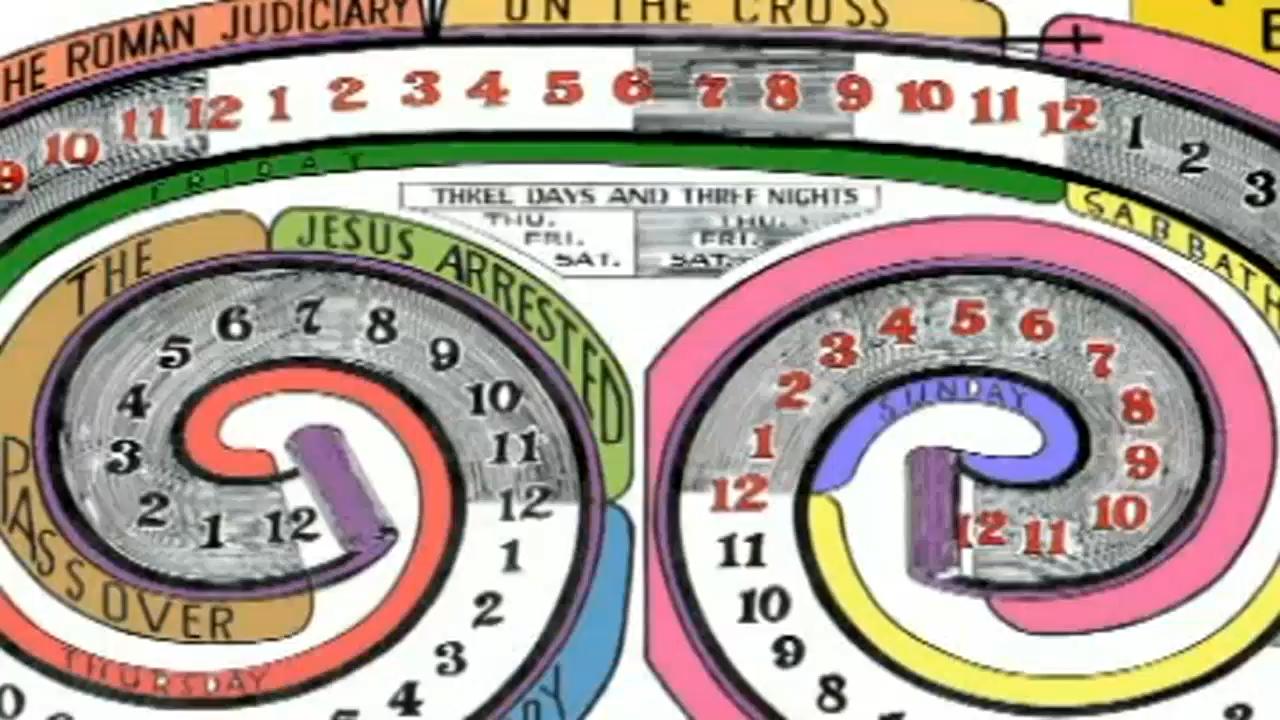 THE ROMAN JUDICIARY
ON THE CROSS
9 10 11 12 1 2 3 4 5 6 7 8 9 10 11 12 1 2 3
FRIDAY
THREE DAYS AND THREE NIGHTS
THU. THU.
FRI. FRI.
SAT. SAT.
SABBATH
THE PASSOVER
JESUS ARRESTED
12 1 2 3 4 5 6 7 8 9 10 11 12 1 2 3 4
THURSDAY
SUNDAY
8 9 10 11 12 1 2 3 4 5 6 7 8 9 10 11 12